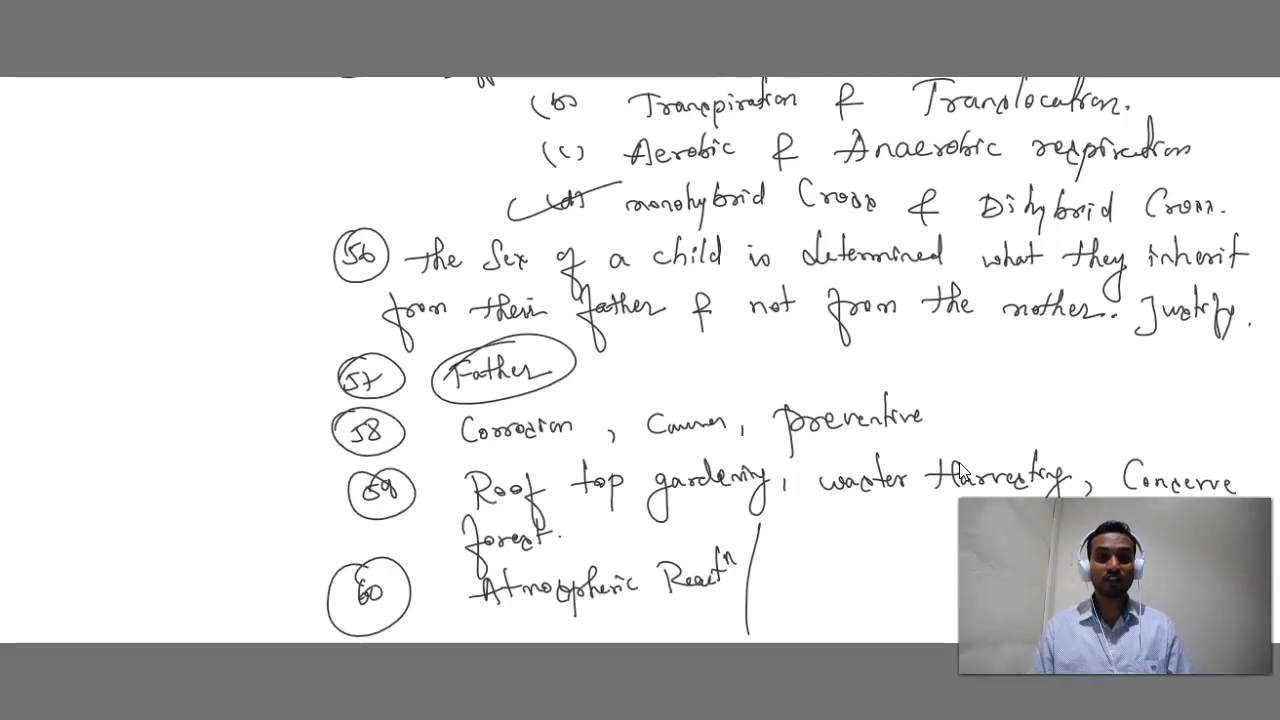 (b) Transpiration & Translocation.
(c) Aerobic & Anaerobic respiration
(d) monohybrid Cross & Dihybrid Cross.
56 the Sex of a child is determined what they inherit
from their father & not from the mother. Justify.
57 Father
58 Corrosion, Causes, preventive
59 Roof top gardening, water Harvesting, Conserve
forest.
60 Atmospheric Reactn